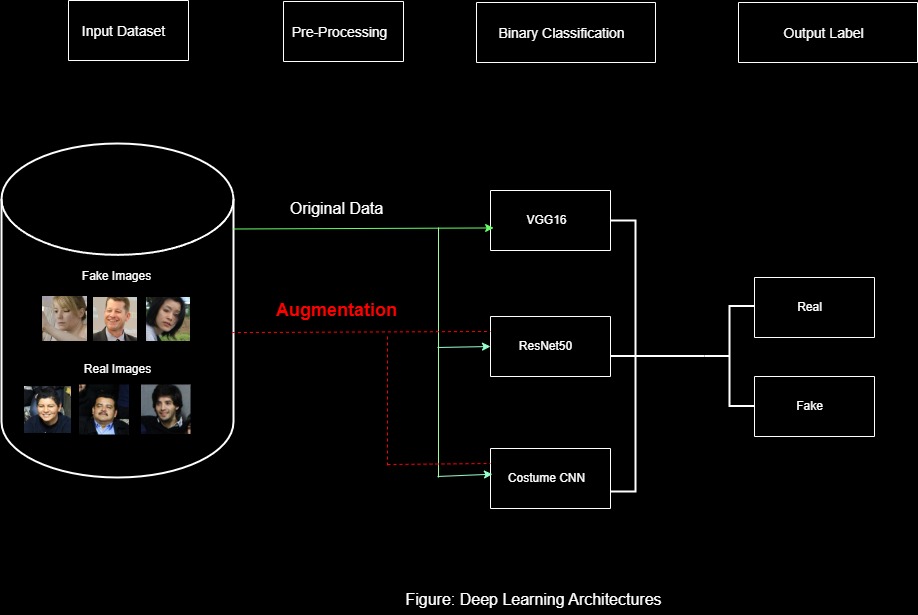 Input Dataset
Pre-Processing
Binary Classification
Output Label
Original Data
VGG16
Fake Images
Augmentation
Real
ResNet50
Real Images
Fake
Costume CNN
Figure: Deep Learning Architectures